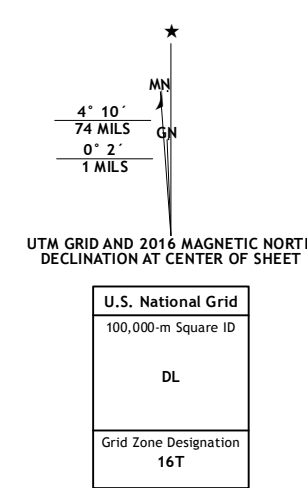 ★
MN
4° 10´
74 MILS
GN
0° 2´
1 MILS
UTM GRID AND 2016 MAGNETIC NORTH
DECLINATION AT CENTER OF SHEET
U.S. National Grid
100,000-m Square ID
DL
Grid Zone Designation
16T